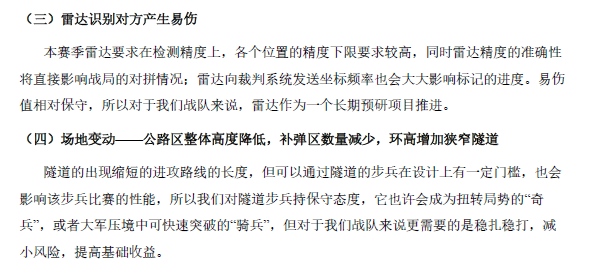 （三）雷达识别对方产生易伤
本赛季雷达要求在检测精度上，各个位置的精度下限要求较高，同时雷达精度的准确性
将直接影响战局的对拼情况；雷达向裁判系统发送坐标频率也会大大影响标记的进度。易伤
值相对保守，所以对于我们战队来说，雷达作为一个长期预研项目推进。
（四）场地变动——公路区整体高度降低，补弹区数量减少，环高增加狭窄隧道
隧道的出现缩短的进攻路线的长度，但可以通过隧道的步兵在设计上有一定门槛，也会
影响该步兵比赛的性能，所以我们对隧道步兵持保守态度，它也许会成为扭转局势的“奇
兵”，或者大军压境中可快速突破的“骑兵”，但对于我们战队来说更需要的是稳扎稳打，减
小风险，提高基础收益。